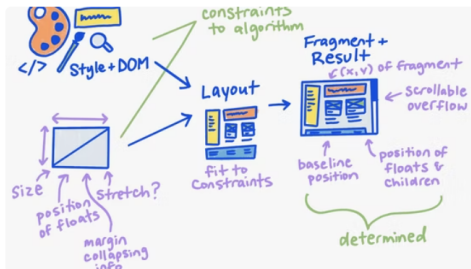 constraints
to algorithm
</>
Style + DOM
Layout
fit to
constraints
Fragment +
Result
(x,y) of fragment
scrollable
overflow
baseline
position
position of
floats &
children
determined
Size
position
of floats
margin
collapsing
info
Stretch?